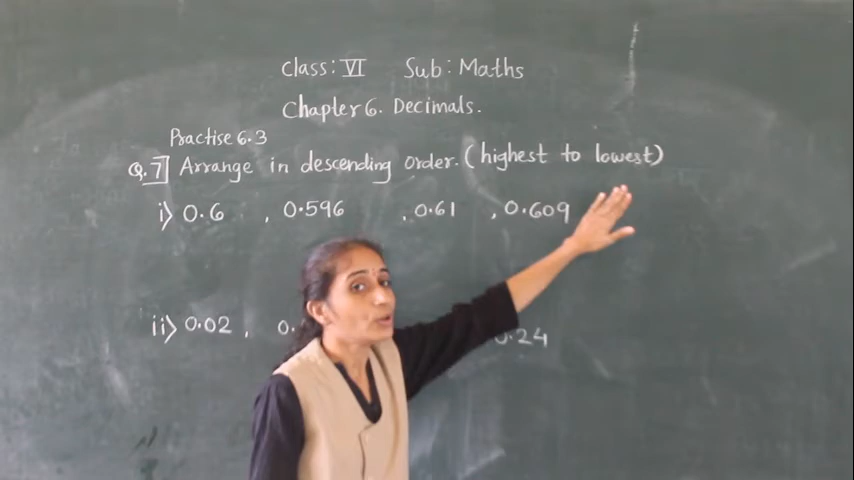 Class: VI Sub: Maths
Chapter 6. Decimals.
Practise 6.3
Q.7] Arrange in descending order. (highest to lowest)
i) 0.6 , 0.596 , 0.61 , 0.609
ii) 0.02 , 0. 0.24